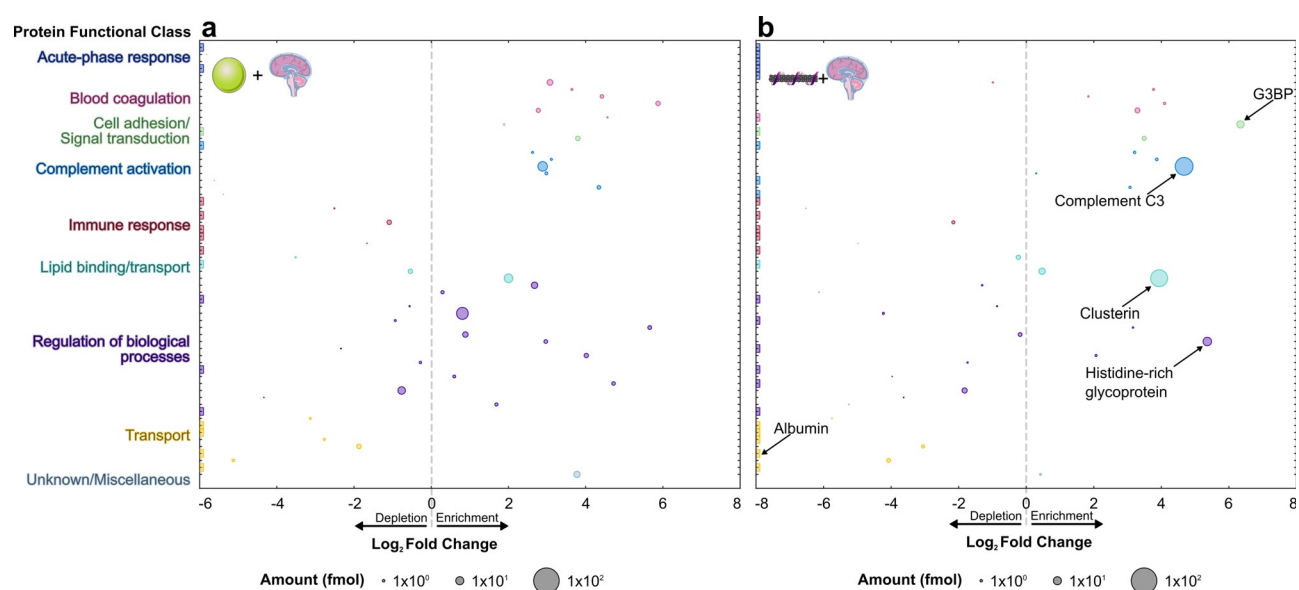 Protein Functional Class
a
b
Acute-phase response
Blood coagulation
Cell adhesion/
Signal transduction
Complement activation
Immune response
Lipid binding/transport
Regulation of biological
processes
Transport
Unknown/Miscellaneous
+
+
G3BP
Complement C3
Clusterin
Histidine-rich
glycoprotein
Albumin
-6 -4 -2 0 2 4 6 8
-8 -6 -4 -2 0 2 4 6 8
Depletion Enrichment
Depletion Enrichment
Log₂ Fold Change
Log₂ Fold Change
Amount (fmol) 1x10⁰ 1x10¹ 1x10²
Amount (fmol) 1x10⁰ 1x10¹ 1x10²